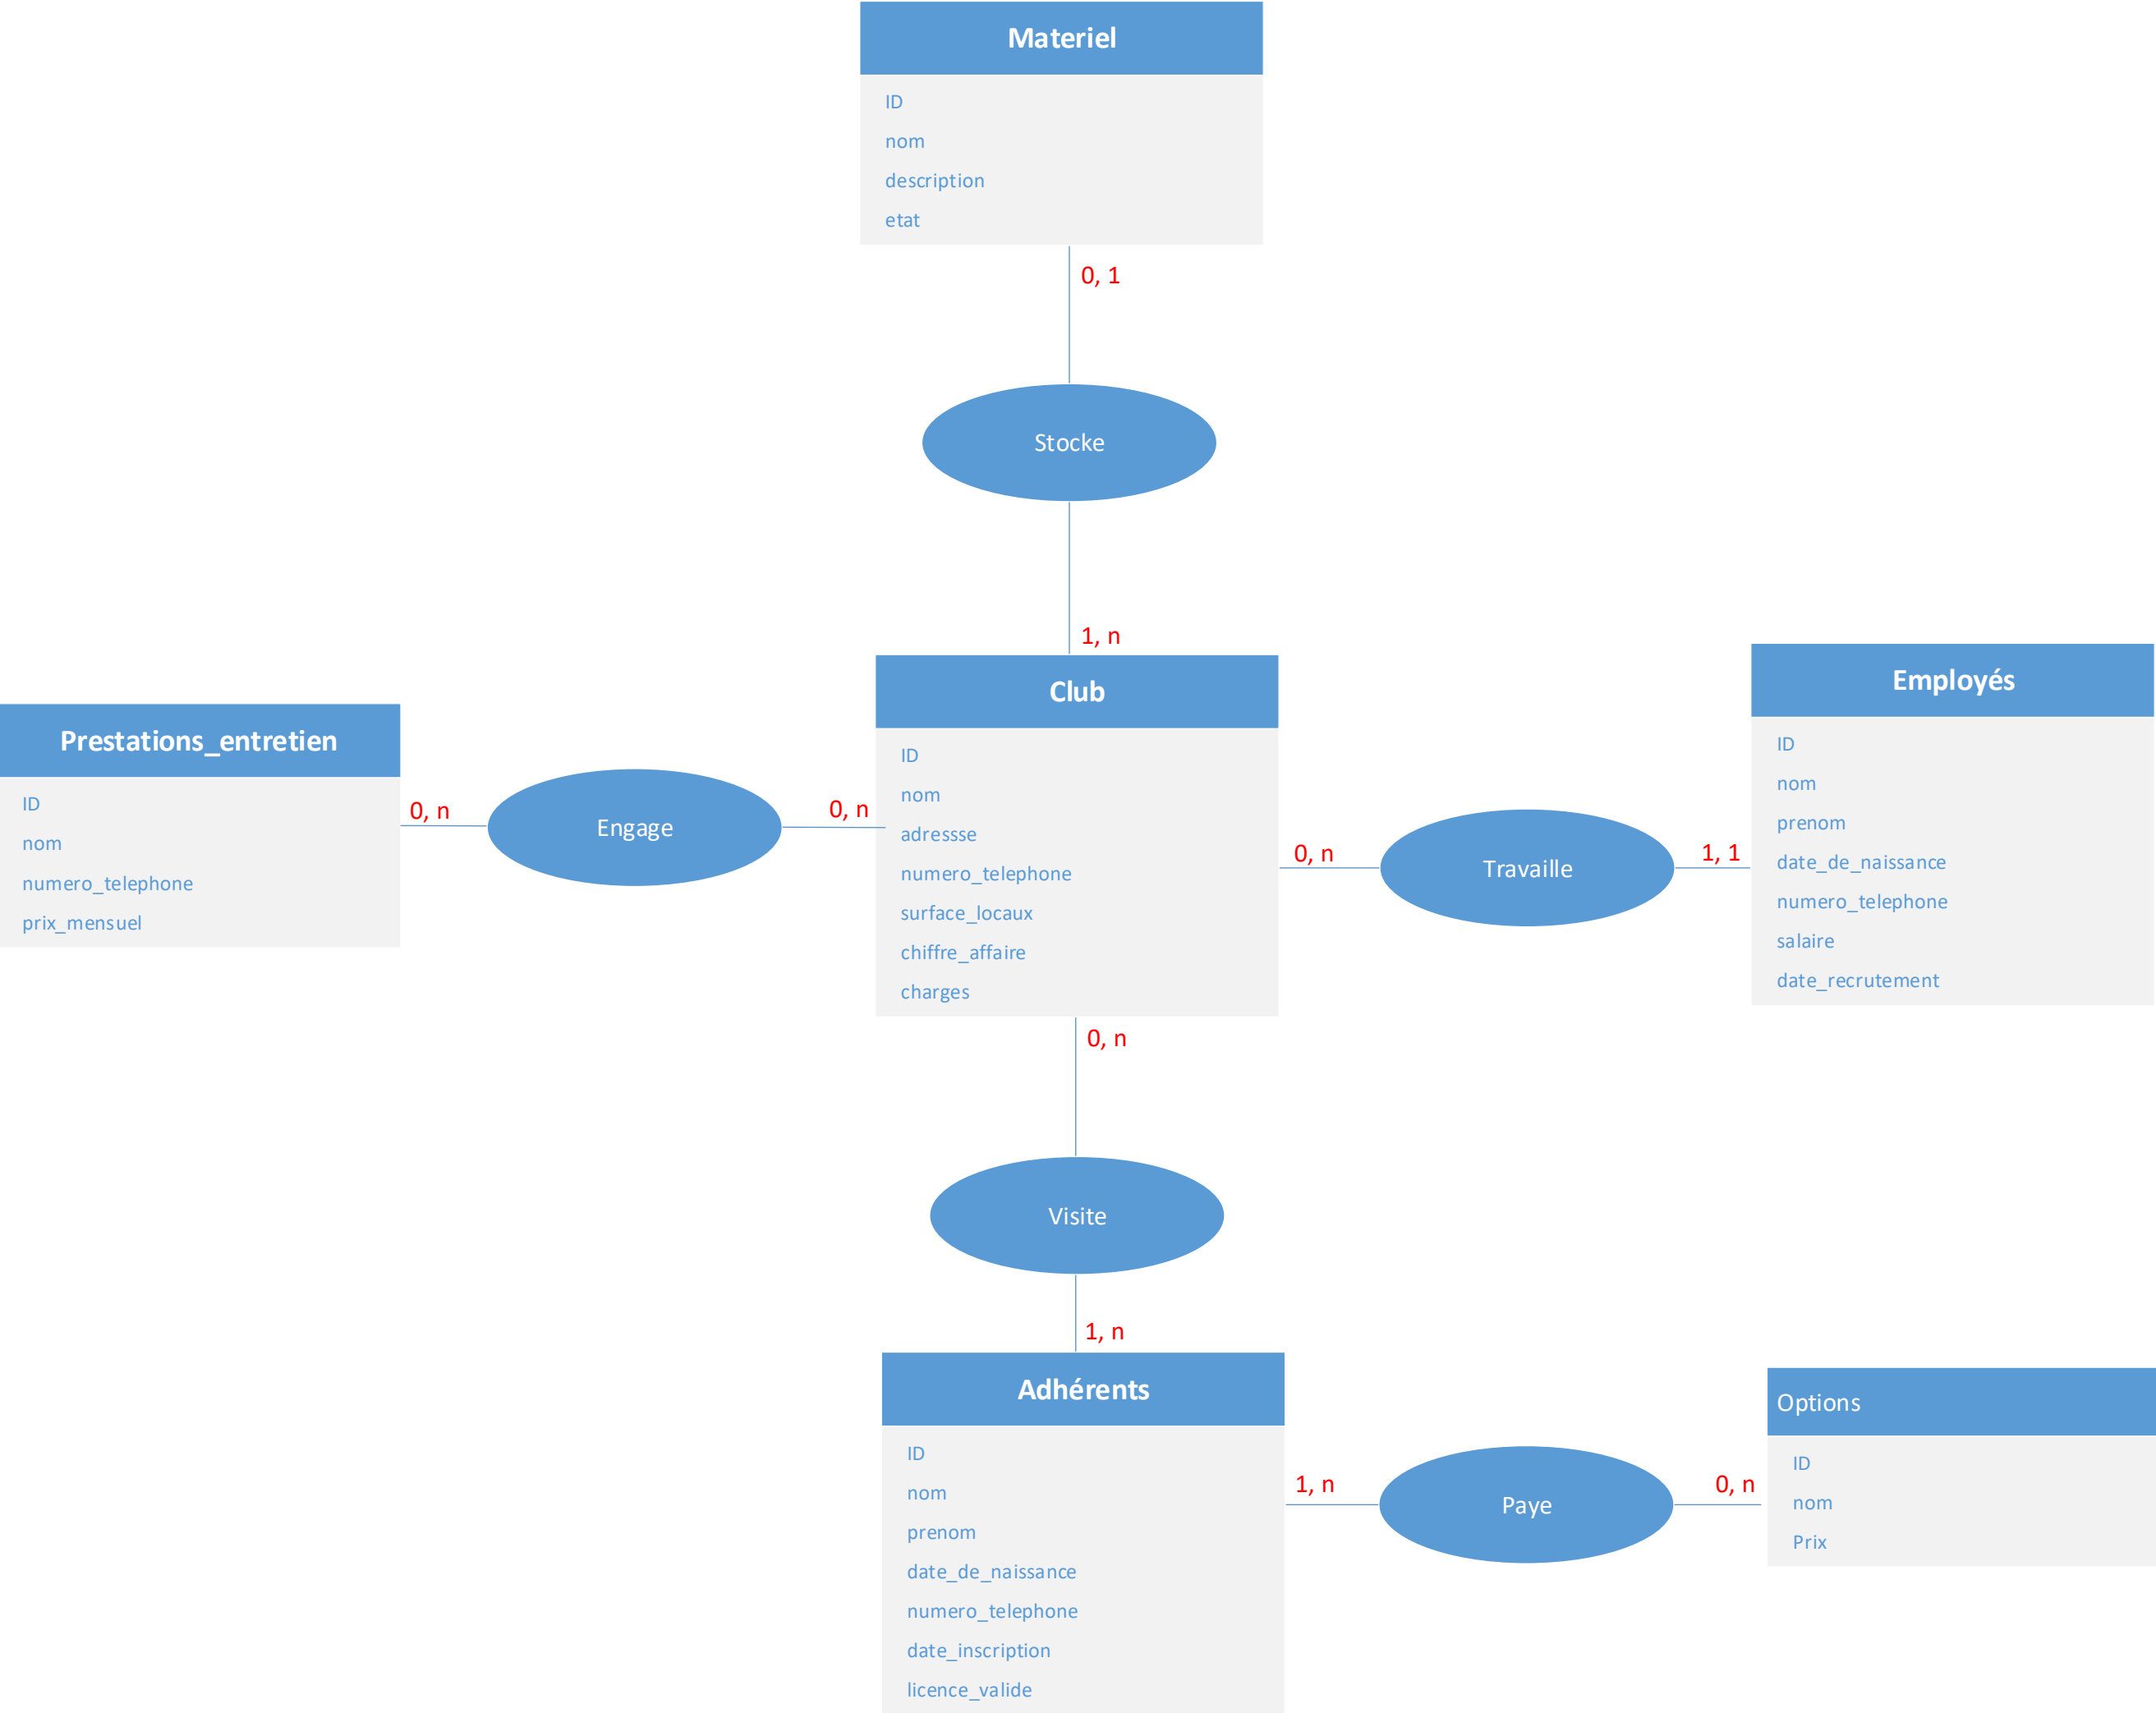 Materiel
ID
nom
description
etat
0, 1
Stocke
1, n
Club
ID
nom
adressse
numero_telephone
surface_locaux
chiffre_affaire
charges
Prestations_entretien
ID
nom
numero_telephone
prix_mensuel
0, n
Engage
0, n
0, n
Travaille
1, 1
Employés
ID
nom
prenom
date_de_naissance
numero_telephone
salaire
date_recrutement
0, n
Visite
1, n
Adhérents
ID
nom
prenom
date_de_naissance
numero_telephone
date_inscription
licence_valide
1, n
Paye
0, n
Options
ID
nom
Prix